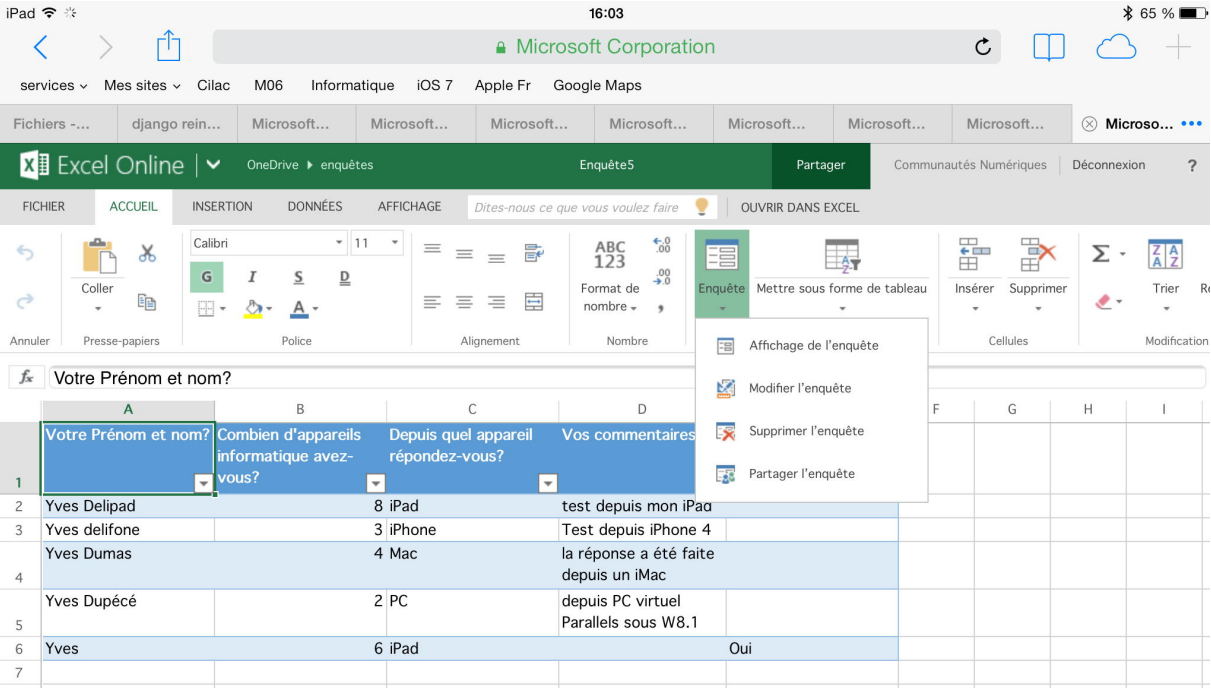 iPad 16:03 65 %
Microsoft Corporation
services Mes sites Cilac M06 Informatique iOS 7 Apple Fr Google Maps
Fichiers -... django rein... Microsoft... Microsoft... Microsoft... Microsoft... Microsoft... Microsoft... Microsoft... Microso...
Excel Online | OneDrive enquêtes Enquête5 Partager Communautés Numériques Déconnexion ?
FICHIER ACCUEIL INSERTION DONNÉES AFFICHAGE Dites-nous ce que vous voulez faire OUVRIR DANS EXCEL
Calibri 11
ABC
123
,00
,00
G I S D
Coller
Format de
nombre
Enquête Mettre sous forme de tableau Insérer Supprimer Σ Trier
Annuler Presse-papiers Police Alignement Nombre Cellules Modification
Affichage de l'enquête
Modifier l'enquête
Supprimer l'enquête
Partager l'enquête
fx Votre Prénom et nom?
A B C D F G H I
1 Votre Prénom et nom? Combien d'appareils informatique avez-vous? Depuis quel appareil répondez-vous? Vos commentaires
2 Yves Delipad 8 iPad test depuis mon iPad
3 Yves delifone 3 iPhone Test depuis iPhone 4
4 Yves Dumas 4 Mac la réponse a été faite depuis un iMac
5 Yves Dupécé 2 PC depuis PC virtuel Parallels sous W8.1
6 Yves 6 iPad Oui
7